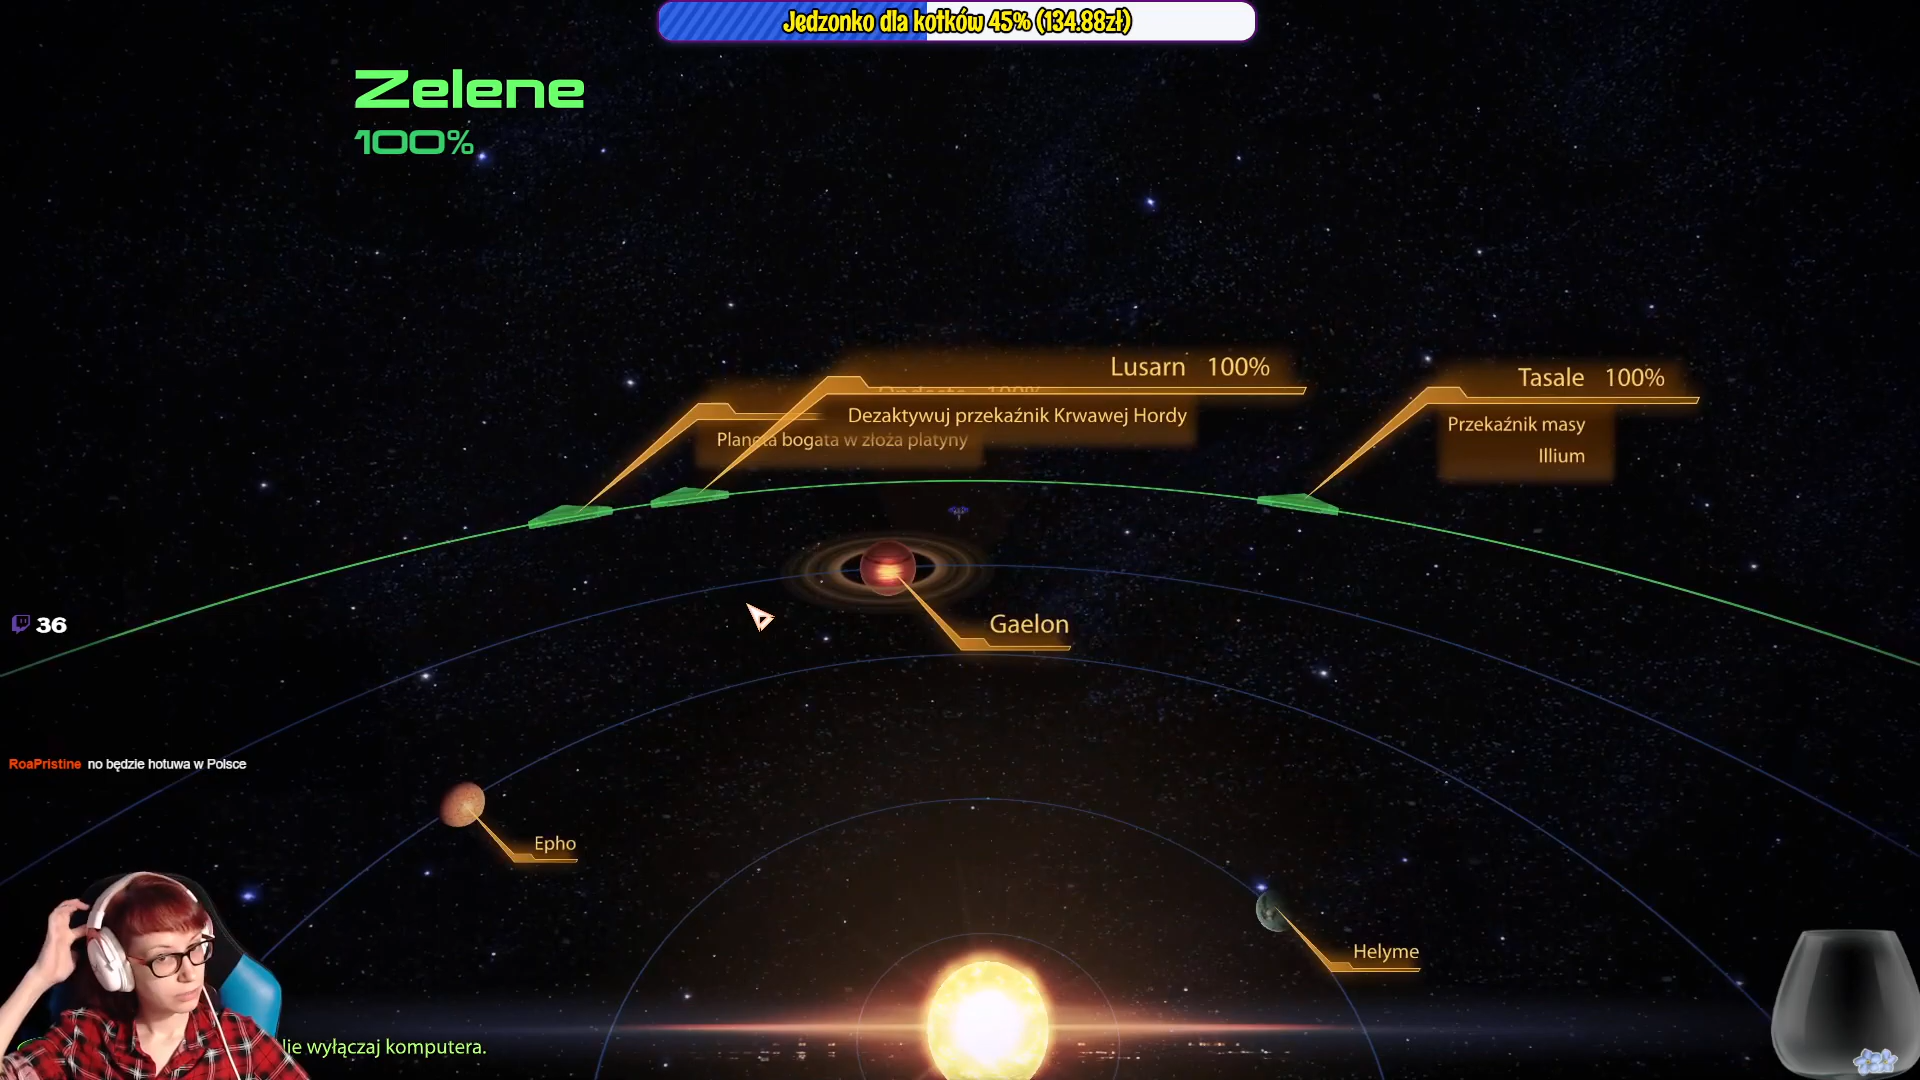 Jedzonko dla kotków 45% (134.88zł)
Zelene
100%
Lusarn 100%
Dezaktywuj przekaźnik Krwawej Hordy
Planeta bogata w złoża platyny
Tasale 100%
Przekaźnik masy
Illium
Gaelon
36
RoaPristine no będzie hotuwa w Polsce
Epho
Helyme
wyłączaj komputera.